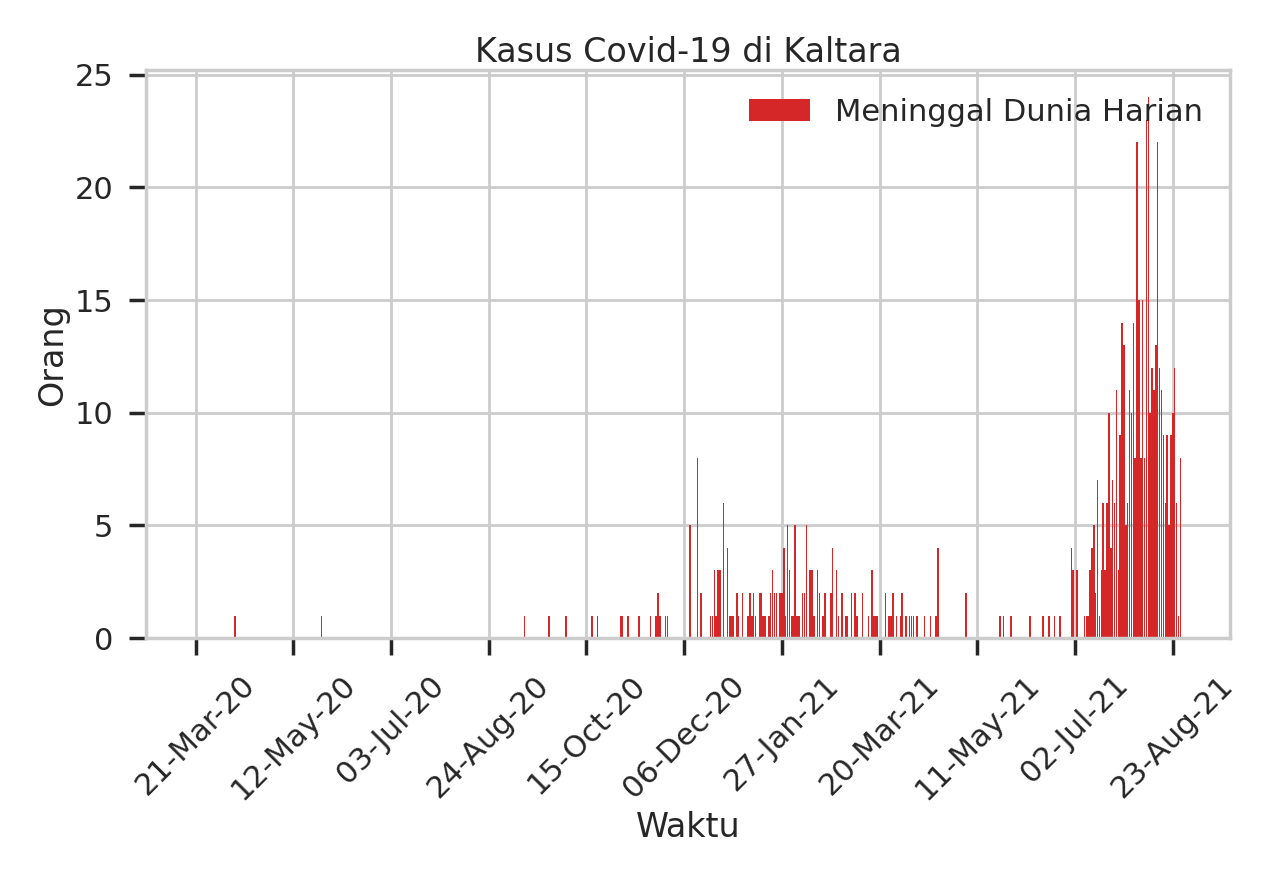 Kasus Covid-19 di Kaltara
Meninggal Dunia Harian
25
20
15
10
5
0
Orang
21-Mar-20
12-May-20
03-Jul-20
24-Aug-20
15-Oct-20
06-Dec-20
27-Jan-21
20-Mar-21
11-May-21
02-Jul-21
23-Aug-21
Waktu